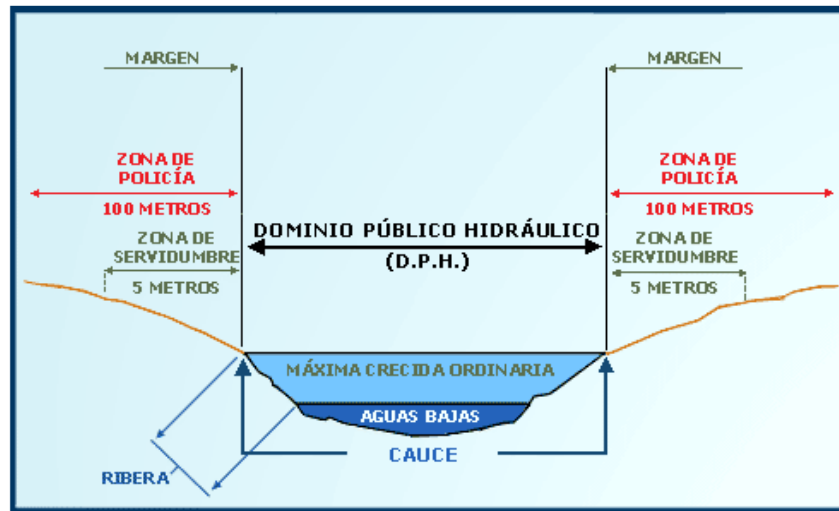 MARGEN
MARGEN
ZONA DE
POLICÍA
100 METROS
ZONA DE
POLICÍA
100 METROS
DOMINIO PÚBLICO HIDRÁULICO
(D.P.H.)
ZONA DE
SERVIDUMBRE
5 METROS
ZONA DE
SERVIDUMBRE
5 METROS
MÁXIMA CRECIDA ORDINARIA
AGUAS BAJAS
CAUCE
RIBERA